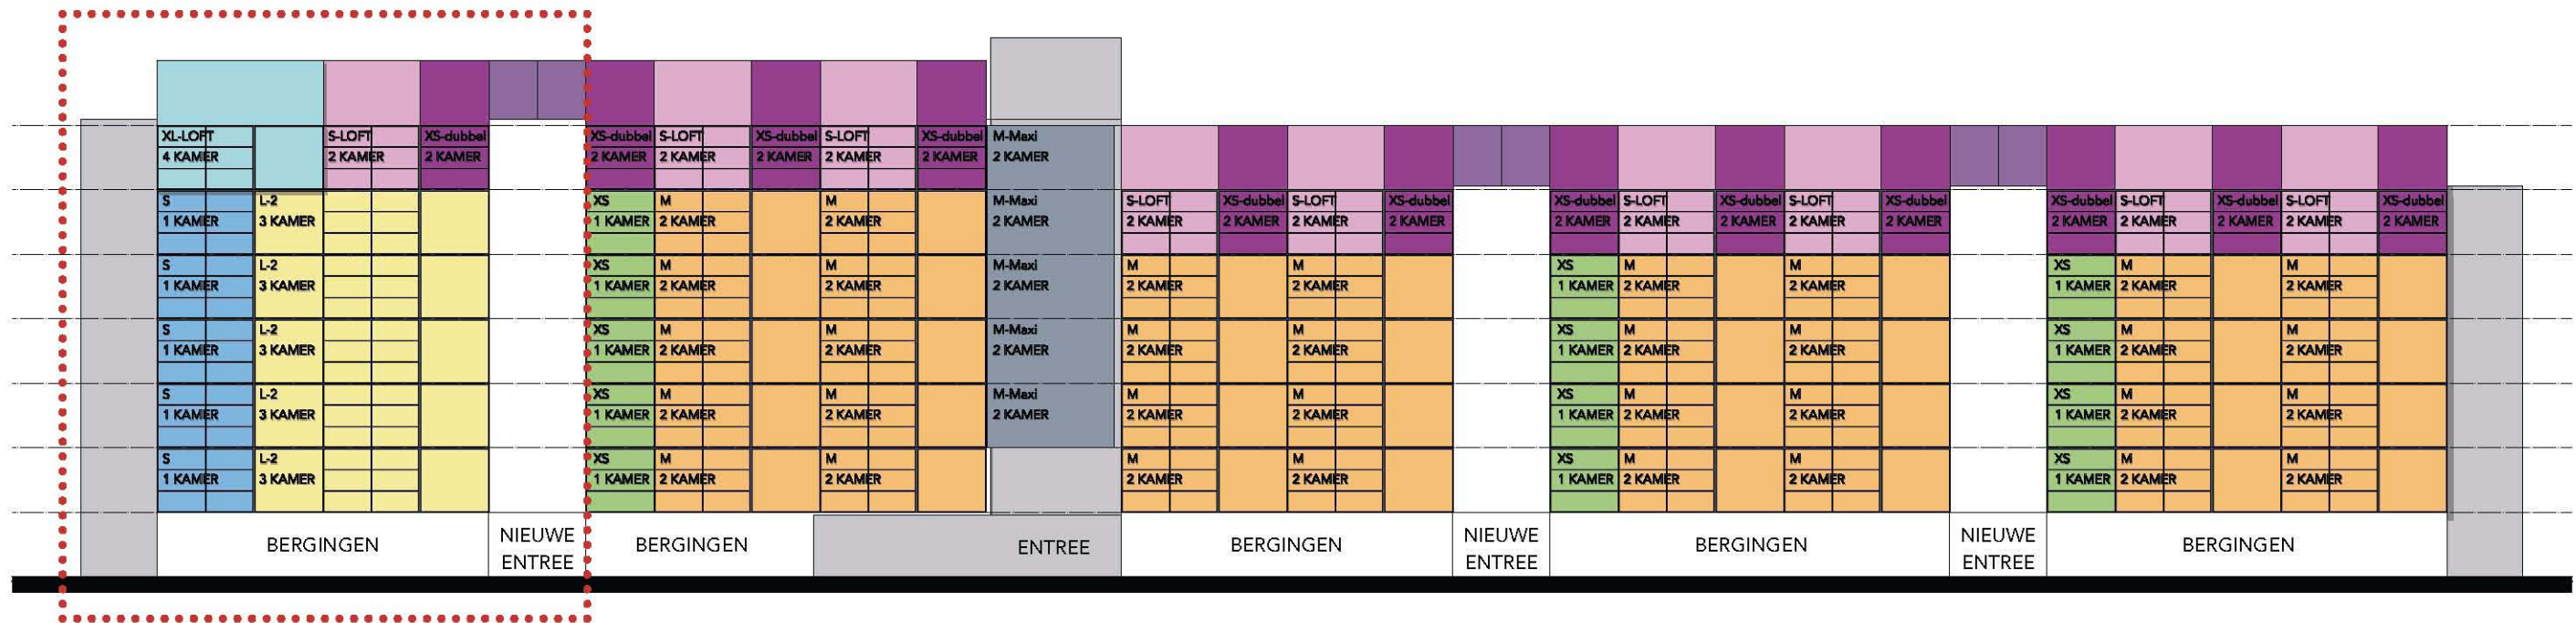 XL-LOFT S-LOFT XS-dubbel XS-dubbel S-LOFT XS-dubbel S-LOFT XS-dubbel M-Maxi
4 KAMER 2 KAMER 2 KAMER 2 KAMER 2 KAMER 2 KAMER 2 KAMER 2 KAMER 2 KAMER
S L-2 XS M M M-Maxi S-LOFT XS-dubbel S-LOFT XS-dubbel XS-dubbel S-LOFT XS-dubbel S-LOFT XS-dubbel XS-dubbel S-LOFT XS-dubbel S-LOFT XS-dubbel
1 KAMER 3 KAMER 1 KAMER 2 KAMER 2 KAMER 2 KAMER 2 KAMER 2 KAMER 2 KAMER 2 KAMER 2 KAMER 2 KAMER 2 KAMER 2 KAMER 2 KAMER 2 KAMER 2 KAMER 2 KAMER 2 KAMER 2 KAMER
S L-2 XS M M M-Maxi M M XS M M XS M M
1 KAMER 3 KAMER 1 KAMER 2 KAMER 2 KAMER 2 KAMER 2 KAMER 2 KAMER 1 KAMER 2 KAMER 2 KAMER 1 KAMER 2 KAMER 2 KAMER
S L-2 XS M M M-Maxi M M XS M M XS M M
1 KAMER 3 KAMER 1 KAMER 2 KAMER 2 KAMER 2 KAMER 2 KAMER 2 KAMER 1 KAMER 2 KAMER 2 KAMER 1 KAMER 2 KAMER 2 KAMER
S L-2 XS M M M-Maxi M M XS M M XS M M
1 KAMER 3 KAMER 1 KAMER 2 KAMER 2 KAMER 2 KAMER 2 KAMER 2 KAMER 1 KAMER 2 KAMER 2 KAMER 1 KAMER 2 KAMER 2 KAMER
S L-2 XS M M M M XS M M XS M M
1 KAMER 3 KAMER 1 KAMER 2 KAMER 2 KAMER 2 KAMER 2 KAMER 1 KAMER 2 KAMER 2 KAMER 1 KAMER 2 KAMER 2 KAMER
BERGINGEN
NIEUWE
ENTREE
BERGINGEN
ENTREE
BERGINGEN
NIEUWE
ENTREE
BERGINGEN
NIEUWE
ENTREE
BERGINGEN